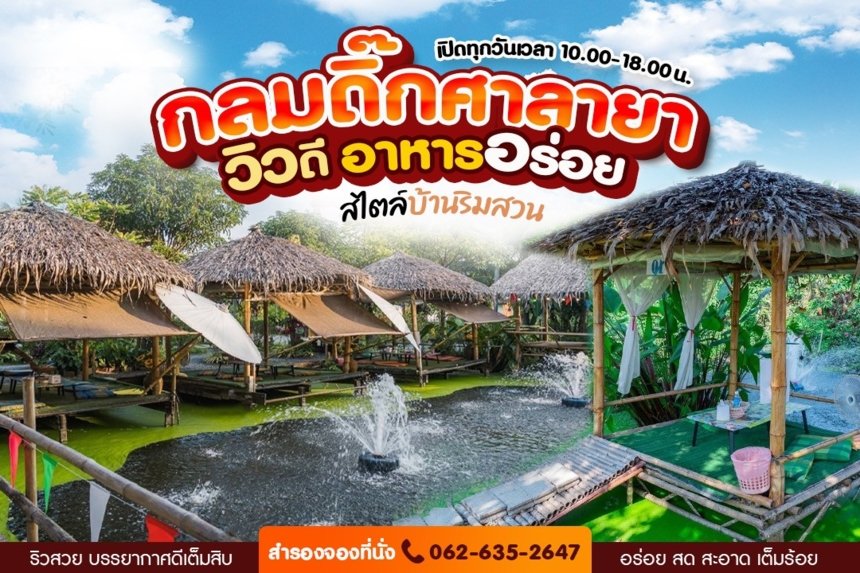 เปิดทุกวันเวลา 10.00-18.00 น.
กลมดิ๊กศาลายา
วิวดี อาหารอร่อย
สไตล์บ้านริมสวน
04
ริวสวย บรรยากาศดีเต็มสิบ
สำรองจองที่นั่ง 062-635-2647
อร่อย สด สะอาด เต็มร้อย